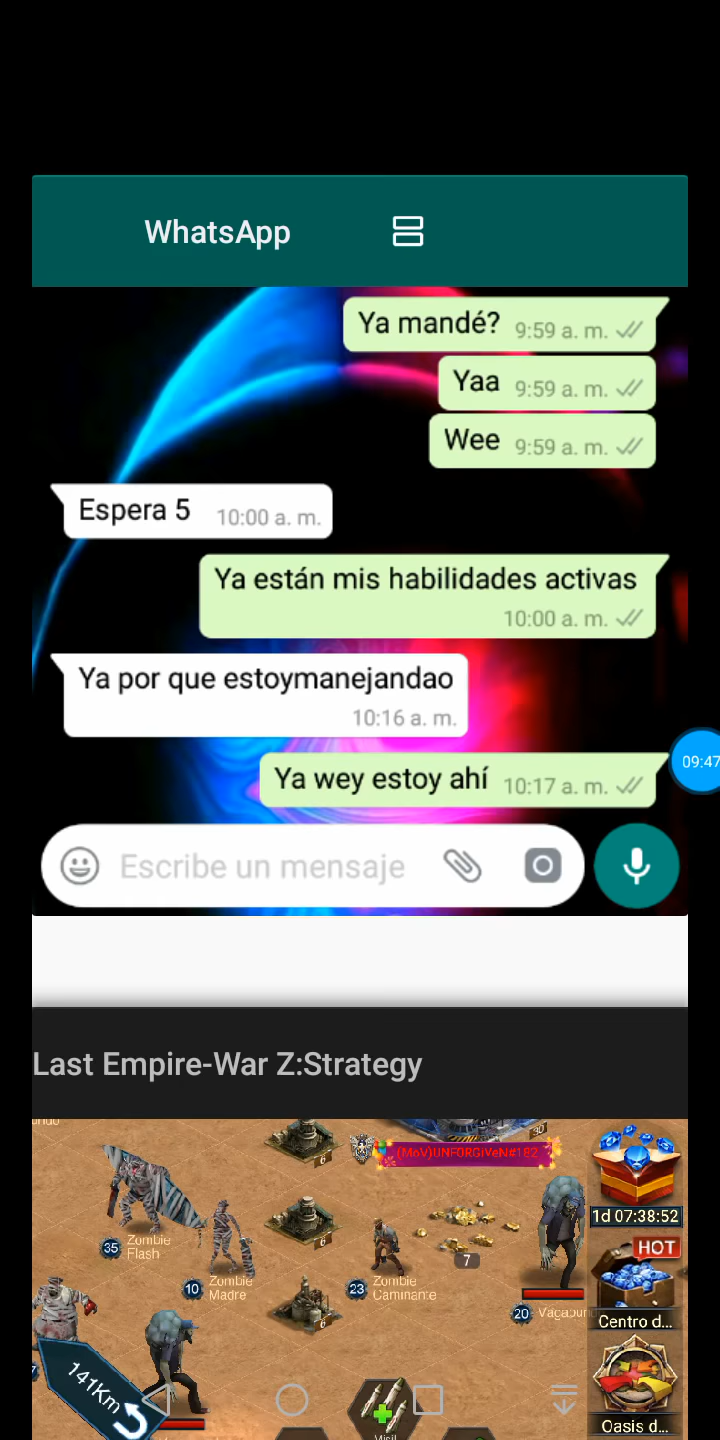 WhatsApp
Ya mandé? 9:59 a. m.
Yaa 9:59 a. m.
Wee 9:59 a. m.
Espera 5 10:00 a. m.
Ya están mis habilidades activas
10:00 a. m.
Ya por que estoymanejandao
10:16 a. m.
09:47
Ya wey estoy ahí 10:17 a. m.
Escribe un mensaje
Last Empire-War Z:Strategy
30
(MoV)UNFORGiVeN#182
6
1d 07:38:52
35 Zombie
Flash
6
7
HOT
10 Zombie
Madre
23 Zombie
Caminante
20
6
Centro d...
141Km
Misil
Oasis d...